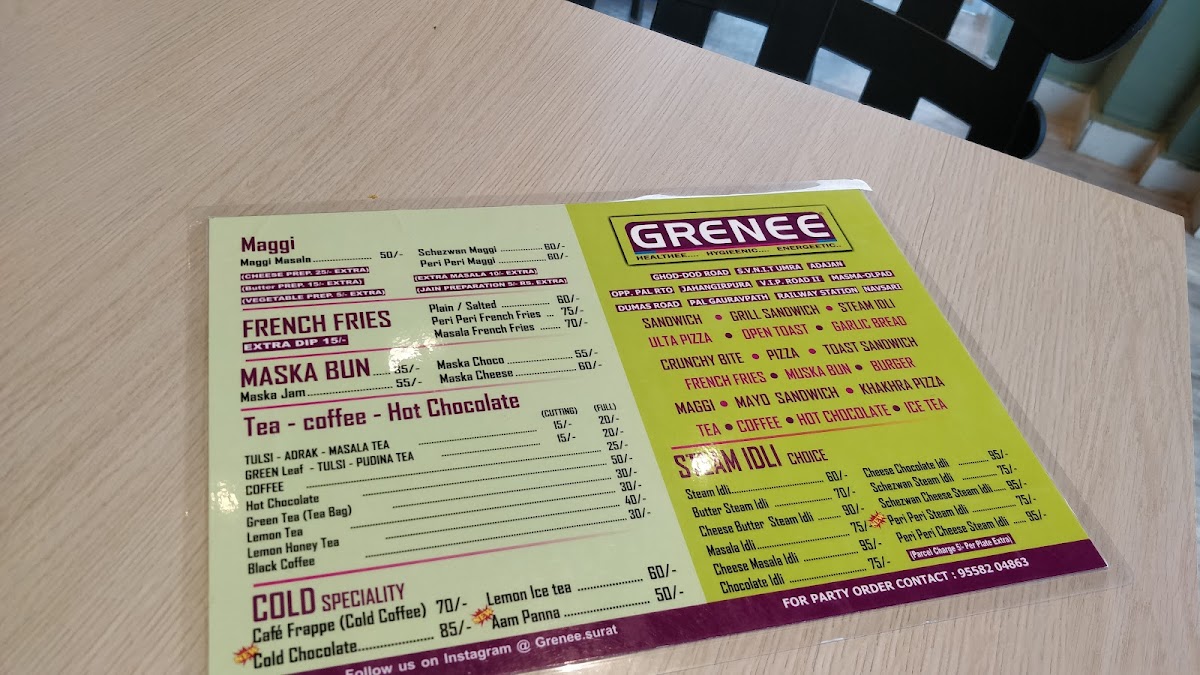 Maggi
Maggi Masala .................... 50/-
Schezwan Maggi .............. 60/-
Peri Peri Maggi .............. 60/-
(CHEESE PREP. 25/- EXTRA)
(Butter PREP. 15/- EXTRA)
(VEGETABLE PREP. 5/- EXTRA)
(EXTRA MASALA 10/- EXTRA)
(JAIN PREPARATION 5/- RS. EXTRA)
FRENCH FRIES
EXTRA DIP 15/-
Plain / Salted ............ 60/-
Peri Peri French Fries ... 75/-
Masala French Fries ....... 70/-
MASKA BUN
Maska Jam ........................ 55/-
Maska Choco .................. 55/-
Maska Cheese ................. 60/-
Tea - coffee - Hot Chocolate
(CUTTING) (FULL)
TULSI - ADRAK - MASALA TEA 15/- 20/-
GREEN Leaf - TULSI - PUDINA TEA 15/- 20/-
COFFEE 25/-
Hot Chocolate 50/-
Green Tea (Tea Bag) 30/-
Lemon Tea 30/-
Lemon Honey Tea 40/-
Black Coffee 30/-
COLD SPECIALITY
Café Frappe (Cold Coffee) 70/-
Cold Chocolate .................. 85/-
Lemon Ice tea .................. 60/-
Aam Panna ...................... 50/-
Follow us on Instagram @ Grenee.surat
GRENEE
HEALTHEE.... HYGIEENIC.... ENERGEETIC...
GHOD-DOD ROAD S.V.N.I.T UMRA ADAJAN
OPP. PAL RTO JAHANGIRPURA V.I.P. ROAD II MASMA-OLPAD
DUMAS ROAD PAL GAURAVPATH RAILWAY STATION NAVSARI
SANDWICH • GRILL SANDWICH • STEAM IDLI
ULTA PIZZA • OPEN TOAST • GARLIC BREAD
CRUNCHY BITE • PIZZA • TOAST SANDWICH
FRENCH FRIES • MUSKA BUN • BURGER
MAGGI • MAYO SANDWICH • KHAKHRA PIZZA
TEA • COFFEE • HOT CHOCOLATE • ICE TEA
STEAM IDLI CHOICE
Steam Idli ........................ 60/-
Butter Steam Idli ............ 70/-
Cheese Butter Steam Idli ...... 90/-
Masala Idli ........................ 75/-
Cheese Masala Idli ............ 95/-
Chocolate Idli .................. 75/-
Cheese Chocolate Idli ........ 95/-
Schezwan Steam Idli ........ 75/-
Schezwan Cheese Steam Idli ... 95/-
Peri Peri Steam Idli ........ 75/-
Peri Peri Cheese Steam Idli .... 95/-
(Parcel Charge 5/- Per Plate Extra)
FOR PARTY ORDER CONTACT : 95582 04863